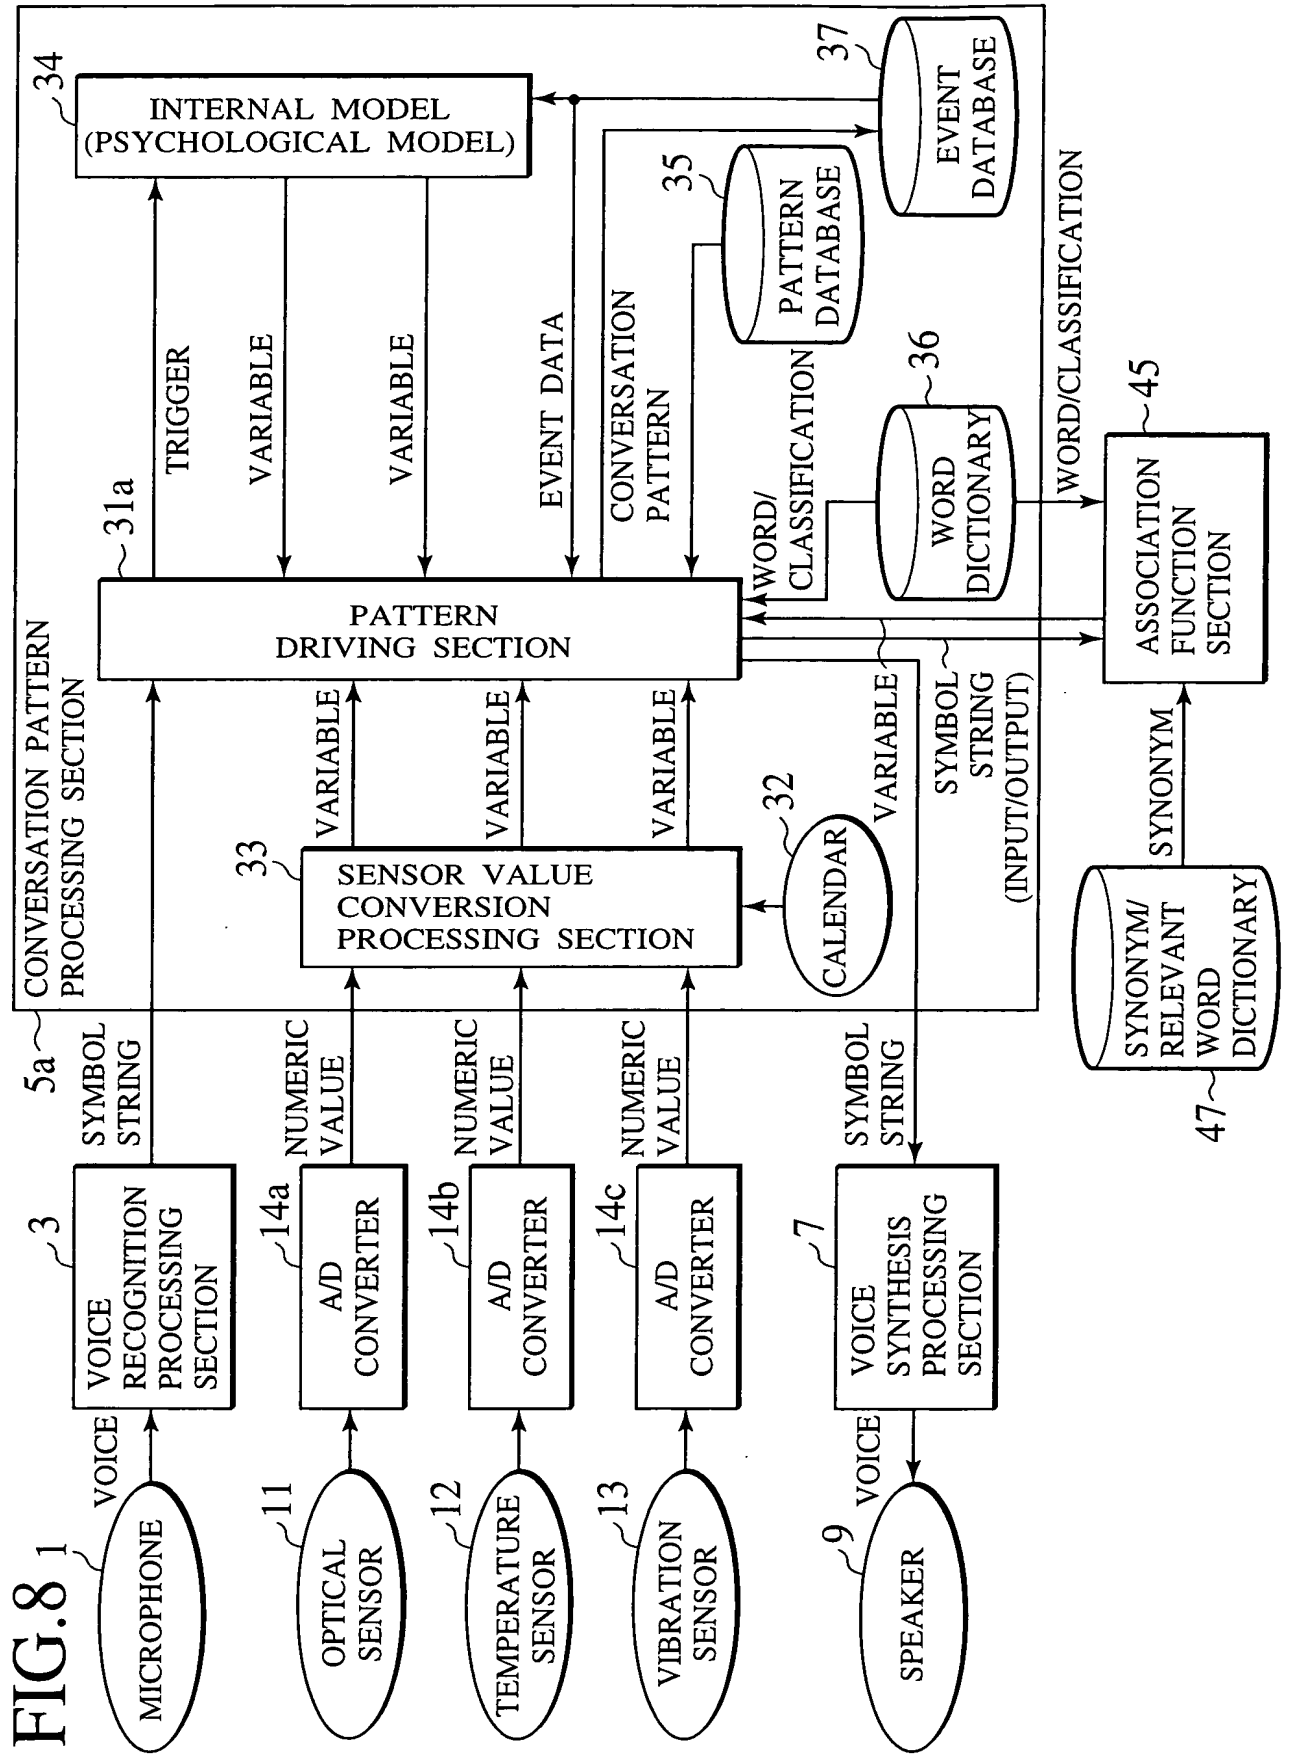 FIG.8
5a
CONVERSATION PATTERN
PROCESSING SECTION
1
MICROPHONE
VOICE
3
VOICE
RECOGNITION
PROCESSING
SECTION
SYMBOL
STRING
31a
PATTERN
DRIVING SECTION
TRIGGER
VARIABLE
VARIABLE
34
INTERNAL MODEL
(PSYCHOLOGICAL MODEL)
11
OPTICAL
SENSOR
14a
A/D
CONVERTER
NUMERIC
VALUE
33
SENSOR VALUE
CONVERSION
PROCESSING SECTION
VARIABLE
VARIABLE
VARIABLE
12
TEMPERATURE
SENSOR
14b
A/D
CONVERTER
NUMERIC
VALUE
13
VIBRATION
SENSOR
14c
A/D
CONVERTER
NUMERIC
VALUE
EVENT DATA
CONVERSATION
PATTERN
35
PATTERN
DATABASE
37
EVENT
DATABASE
32
CALENDAR
WORD/
CLASSIFICATION
36
WORD
DICTIONARY
9
SPEAKER
VOICE
7
VOICE
SYNTHESIS
PROCESSING
SECTION
SYMBOL
STRING
VARIABLE
SYMBOL
STRING
(INPUT/OUTPUT)
WORD/CLASSIFICATION
47
SYNONYM/
RELEVANT
WORD
DICTIONARY
SYNONYM
45
ASSOCIATION
FUNCTION
SECTION